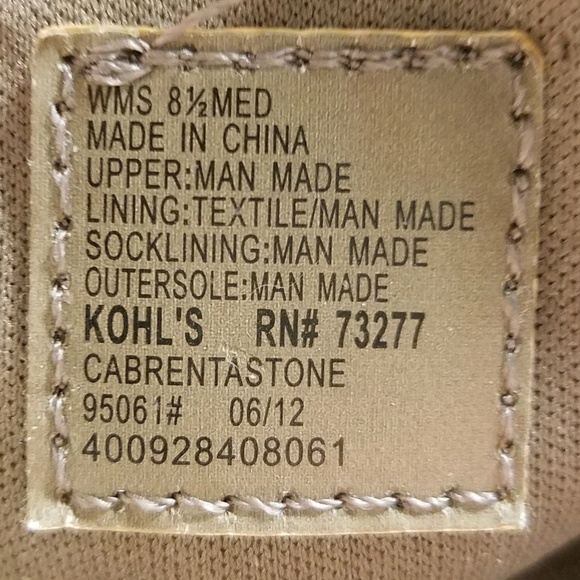 WMS 8½MED
MADE IN CHINA
UPPER:MAN MADE
LINING:TEXTILE/MAN MADE
SOCKLINING:MAN MADE
OUTERSOLE:MAN MADE
KOHL'S RN# 73277
CABRENTASTONE
95061# 06/12
400928408061